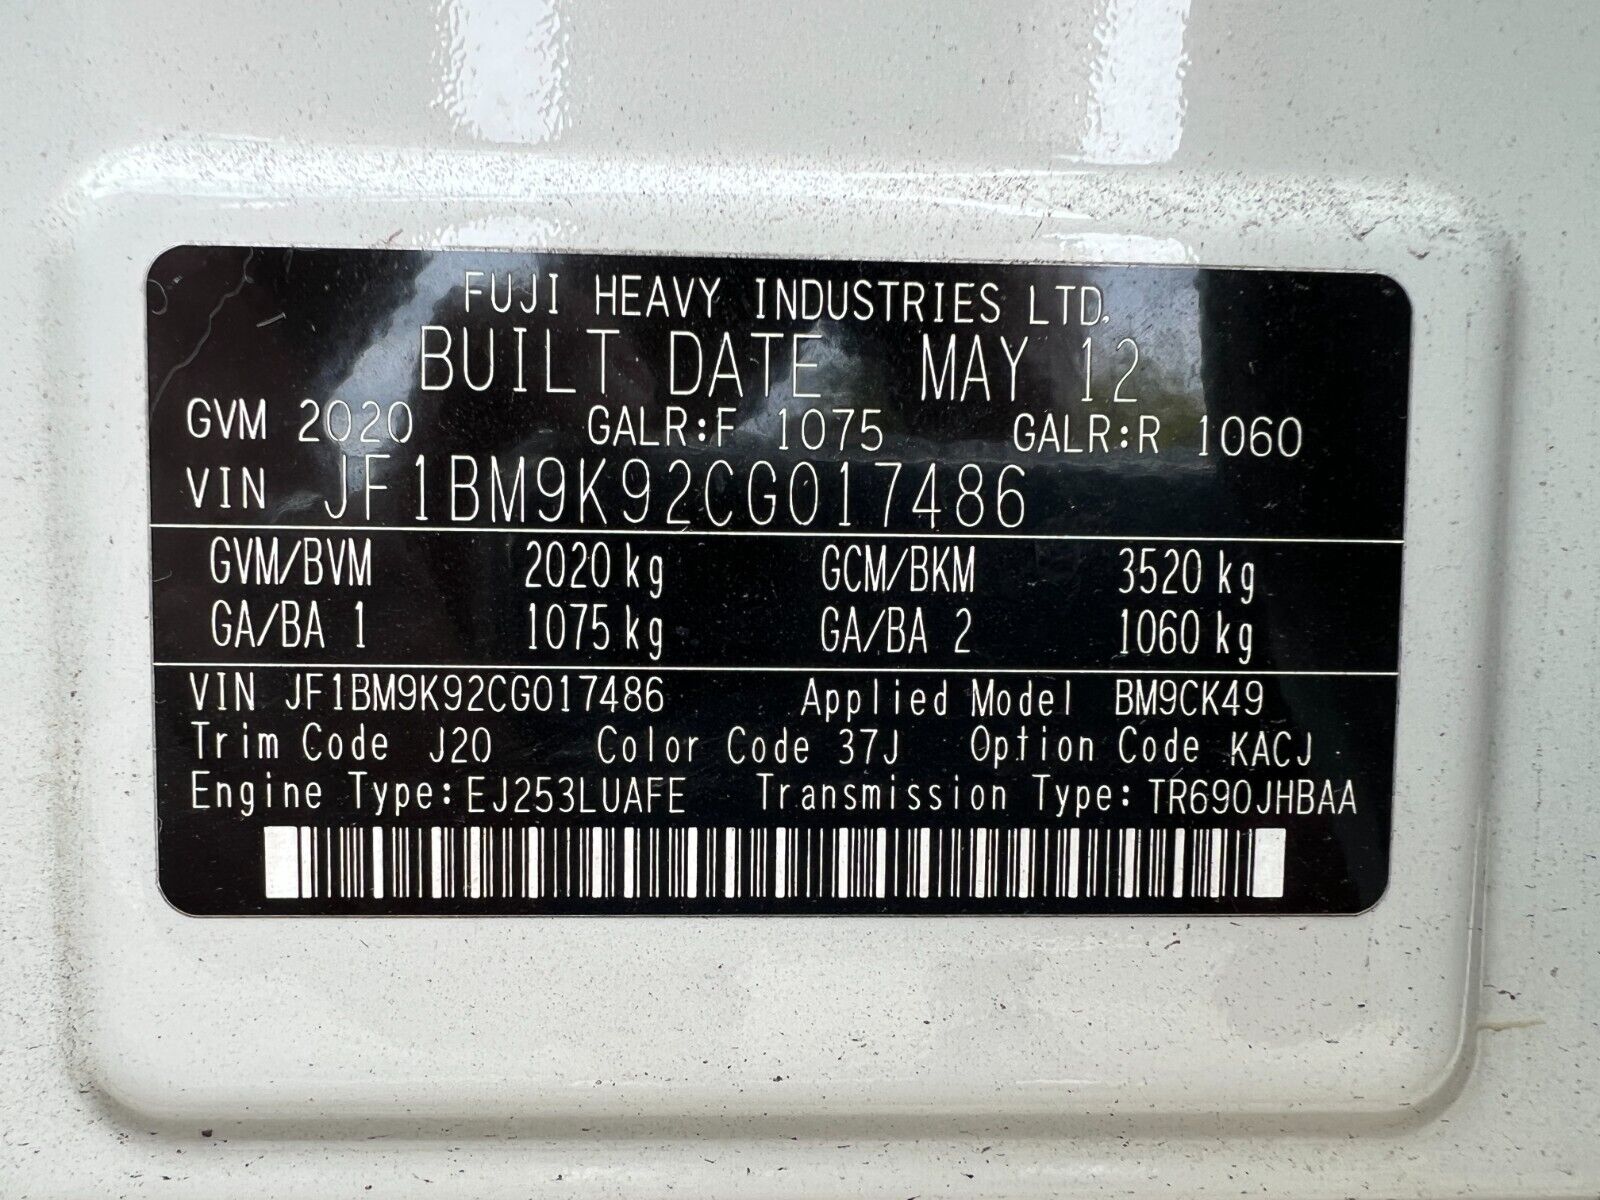 FUJI HEAVY INDUSTRIES LTD.
BUILT DATE MAY 12
GVM 2020 GALR:F 1075 GALR:R 1060
VIN JF1BM9K92CG017486
GVM/BVM 2020 kg GCM/BKM 3520 kg
GA/BA 1 1075 kg GA/BA 2 1060 kg
VIN JF1BM9K92CG017486 Applied Model BM9CK49
Trim Code J20 Color Code 37J Option Code KACJ
Engine Type: EJ253LUAFE Transmission Type: TR690JHBAA